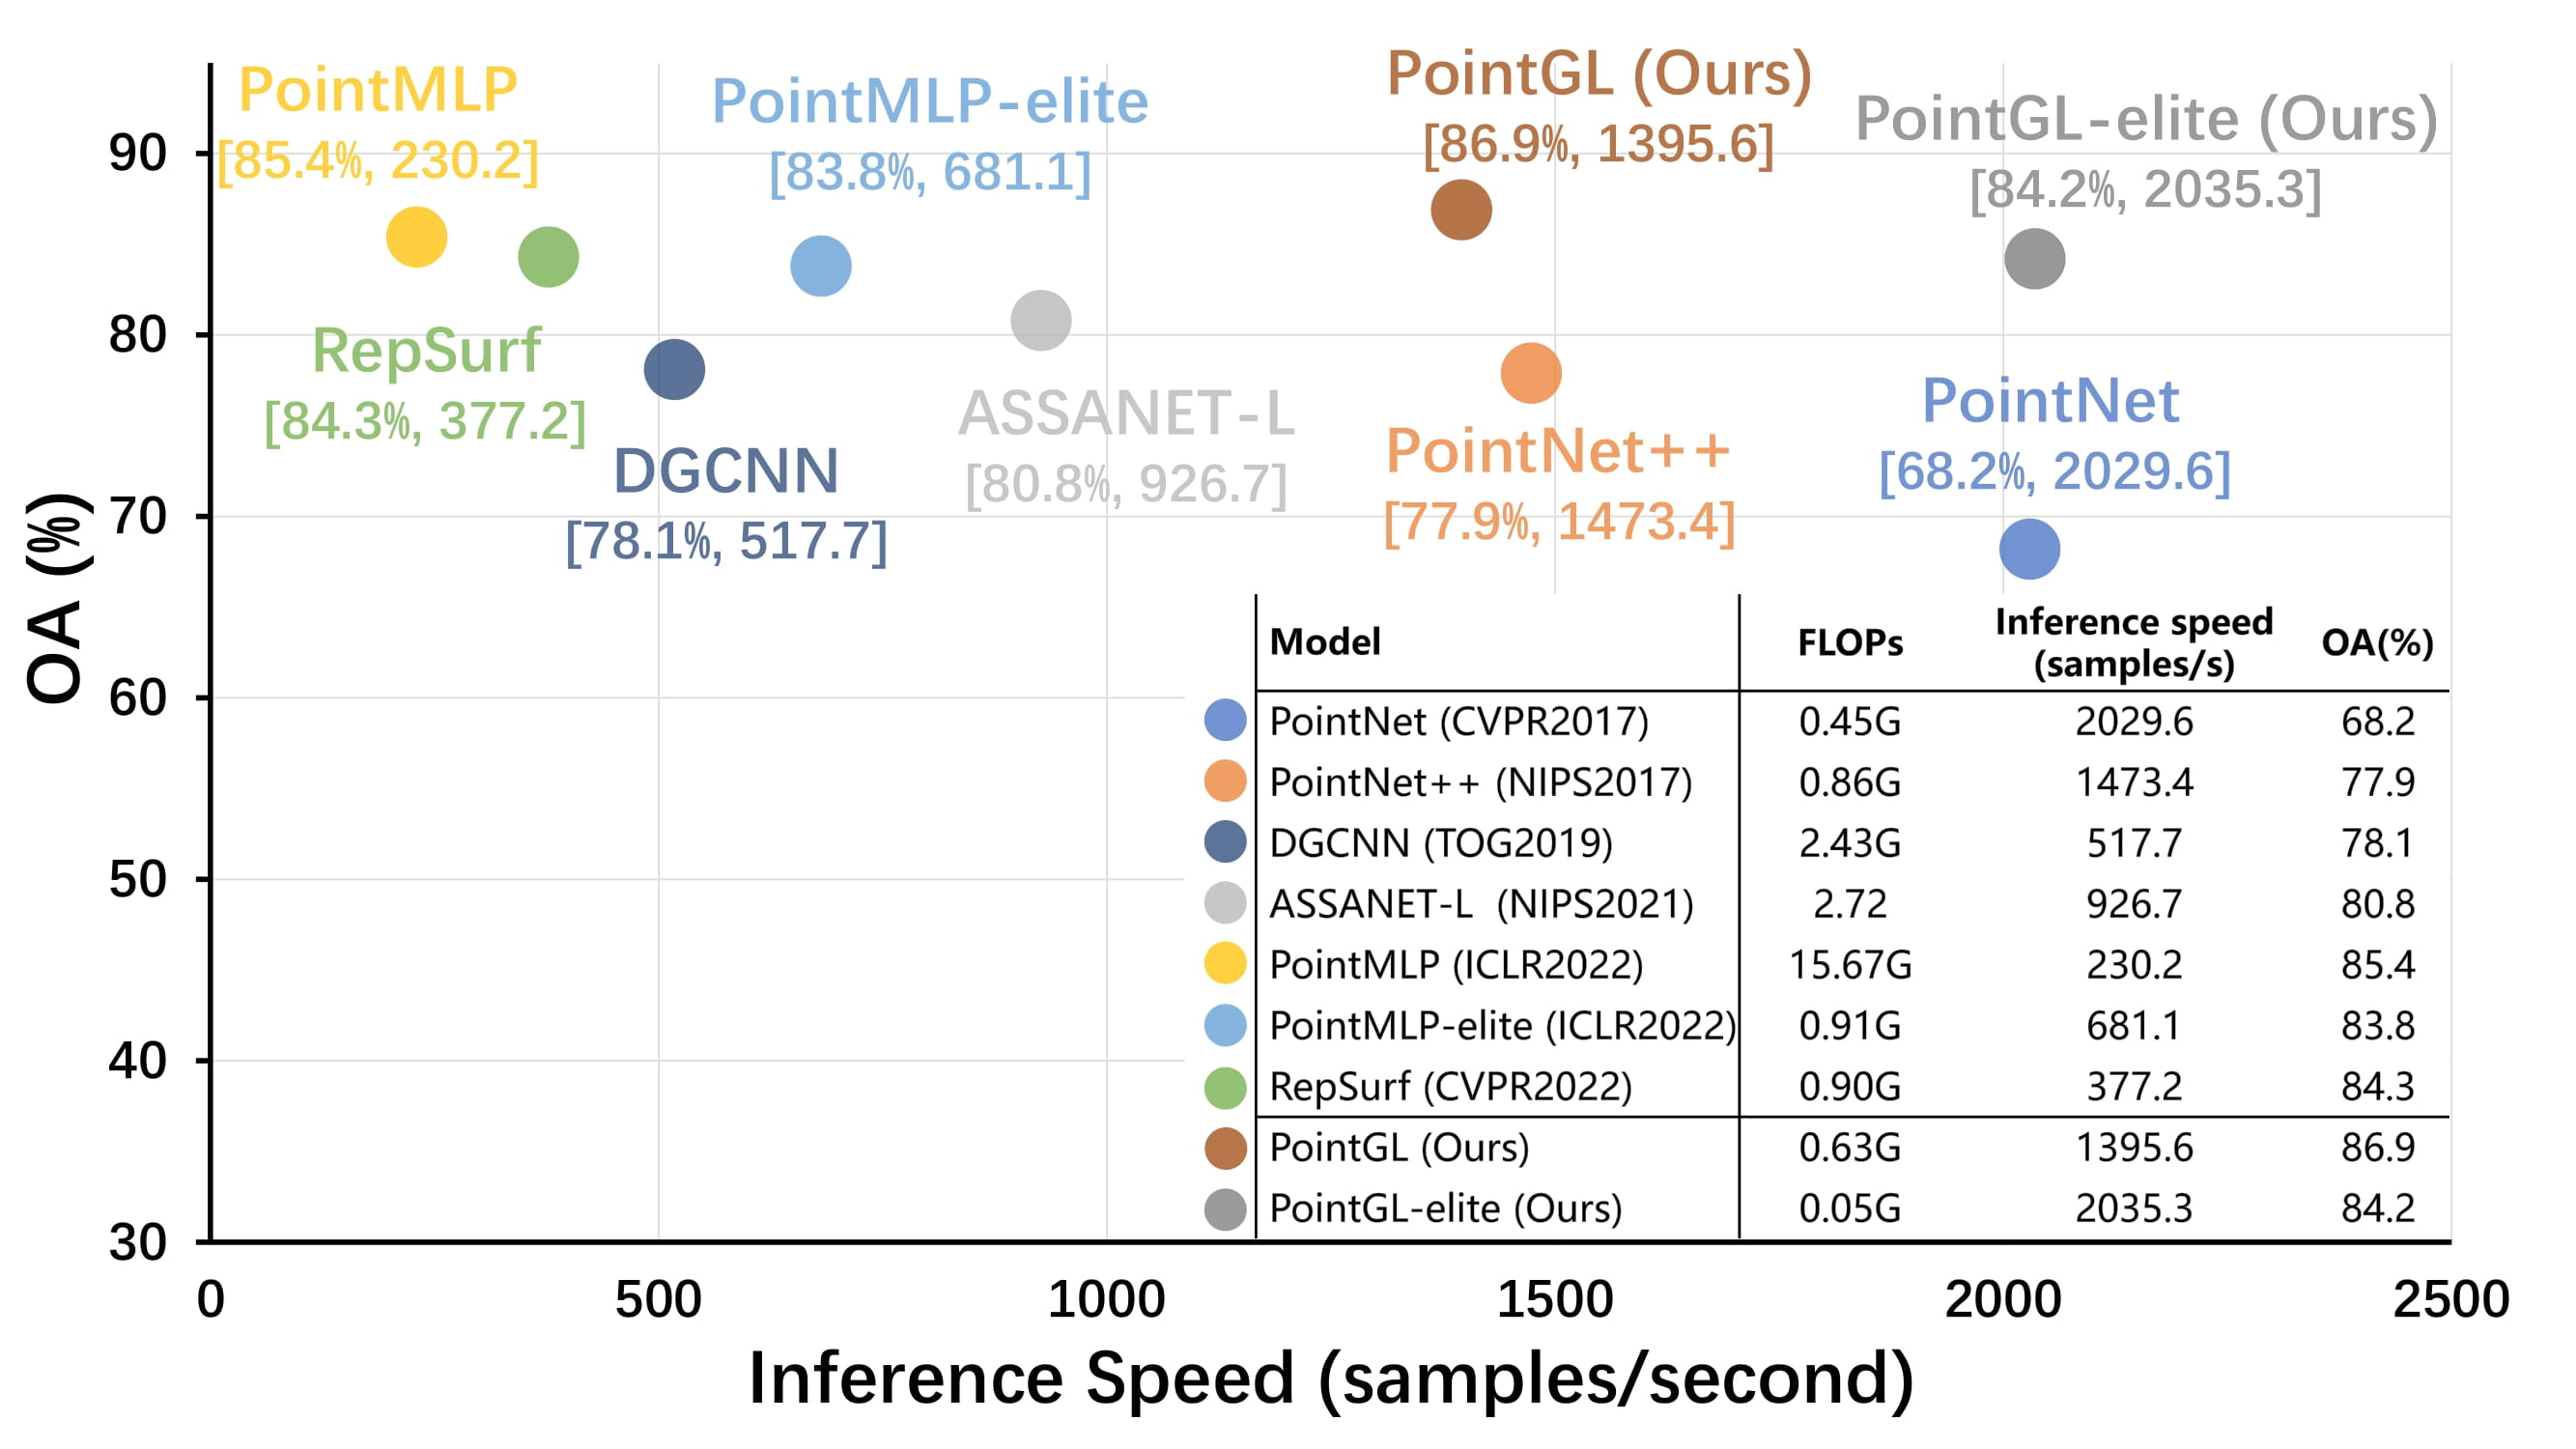 PointMLP
[85.4%, 230.2]
PointMLP-elite
[83.8%, 681.1]
PointGL (Ours)
[86.9%, 1395.6]
PointGL-elite (Ours)
[84.2%, 2035.3]
RepSurf
[84.3%, 377.2]
DGCNN
[78.1%, 517.7]
ASSANET-L
[80.8%, 926.7]
PointNet++
[77.9%, 1473.4]
PointNet
[68.2%, 2029.6]
OA (%)
90
80
70
60
50
40
30
Model FLOPs Inference speed (samples/s) OA(%)
PointNet (CVPR2017) 0.45G 2029.6 68.2
PointNet++ (NIPS2017) 0.86G 1473.4 77.9
DGCNN (TOG2019) 2.43G 517.7 78.1
ASSANET-L (NIPS2021) 2.72 926.7 80.8
PointMLP (ICLR2022) 15.67G 230.2 85.4
PointMLP-elite (ICLR2022) 0.91G 681.1 83.8
RepSurf (CVPR2022) 0.90G 377.2 84.3
PointGL (Ours) 0.63G 1395.6 86.9
PointGL-elite (Ours) 0.05G 2035.3 84.2
0 500 1000 1500 2000 2500
Inference Speed (samples/second)